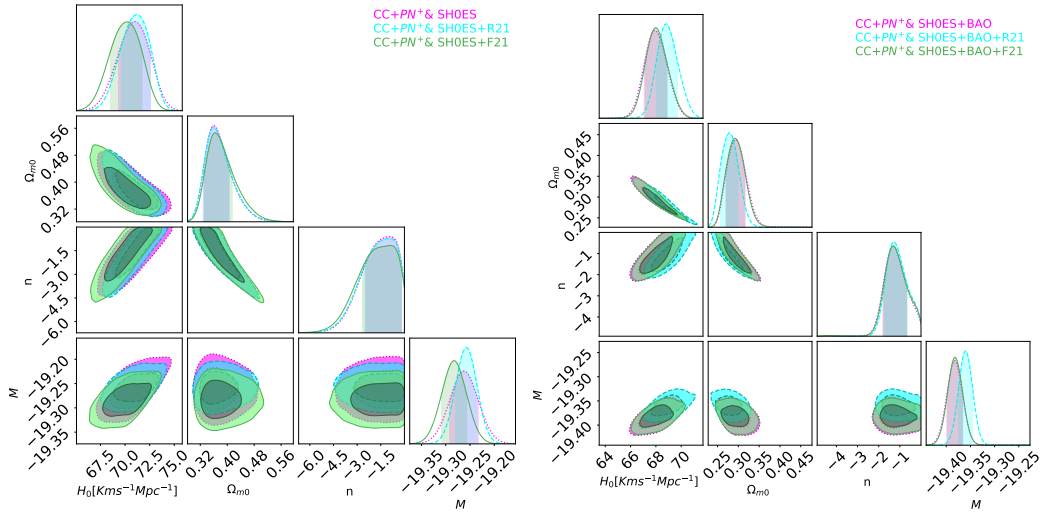 CC+PN⁺& SH0ES
CC+PN⁺& SH0ES+R21
CC+PN⁺& SH0ES+F21
Ωm0
0.56
0.48
0.40
0.32
n
−1.5
−3.0
−4.5
−6.0
M
−19.20
−19.25
−19.30
−19.35
67.5 70.0 72.5 75.0
H₀[Kms⁻¹Mpc⁻¹]
0.32 0.40 0.48 0.56
Ωm0
−6.0 −4.5 −3.0 −1.5
n
−19.35 −19.30 −19.25 −19.20
M
CC+PN⁺& SH0ES+BAO
CC+PN⁺& SH0ES+BAO+R21
CC+PN⁺& SH0ES+BAO+F21
Ωm0
0.45
0.40
0.35
0.30
0.25
n
−1
−2
−3
−4
M
−19.25
−19.30
−19.35
−19.40
64 66 68 70
H₀[Kms⁻¹Mpc⁻¹]
0.25 0.30 0.35 0.40 0.45
Ωm0
−4 −3 −2 −1
n
−19.40 −19.35 −19.30 −19.25
M